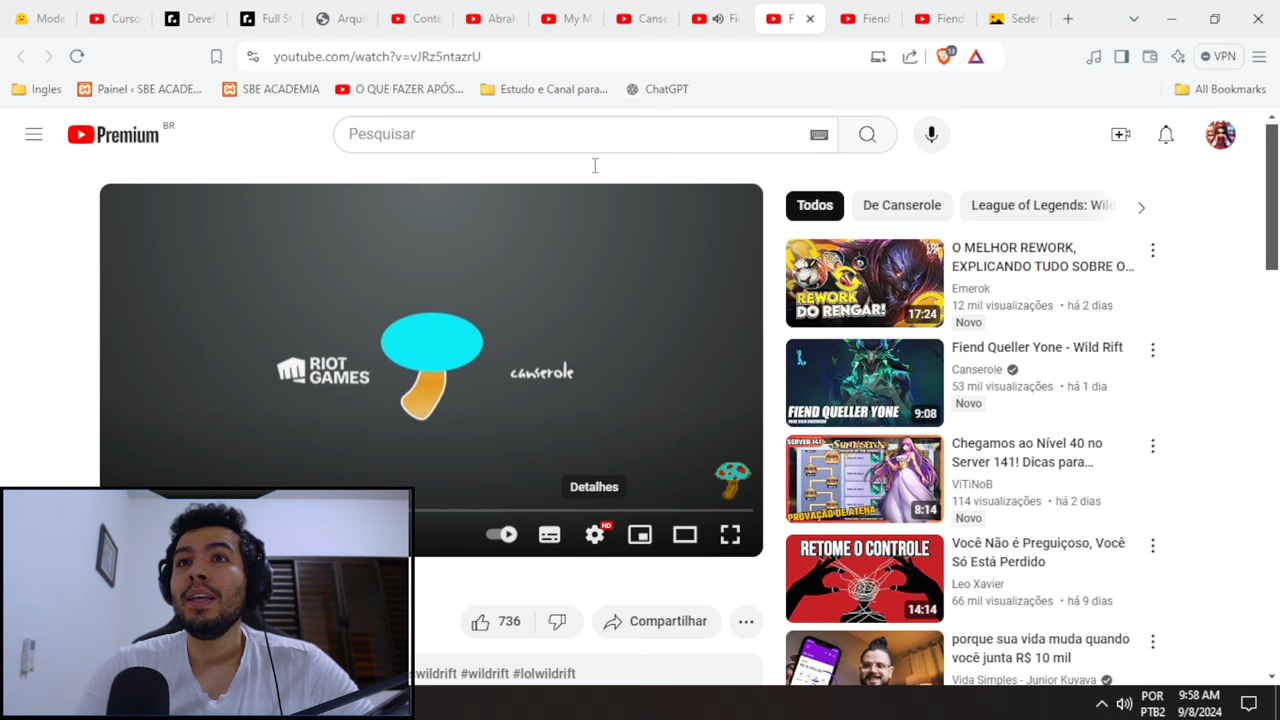 Mode
Curso
Devel
Full St
Arqui
Conte
Abrah
My M
Canse
Fi
F
Fiend
Fiend
Seder
youtube.com/watch?v=vJRz5ntazrU
13
VPN
Ingles
Painel ‹ SBE ACADE...
SBE ACADEMIA
O QUE FAZER APÓS...
Estudo e Canal para...
ChatGPT
All Bookmarks
Premium BR
Pesquisar
Todos
De Canserole
League of Legends: Wild
RIOT
GAMES
canserole
Detalhes
HD
736
Compartilhar
wildrift #wildrift #lolwildrift
REWORK
DO RENGAR!
17:24
O MELHOR REWORK,
EXPLICANDO TUDO SOBRE O...
Emerok
12 mil visualizações • há 2 dias
Novo
FIEND QUELLER YONE
9:08
Fiend Queller Yone - Wild Rift
Canserole
53 mil visualizações • há 1 dia
Novo
SERVER 141
PROVAÇÃO DE ATENA
8:14
Chegamos ao Nível 40 no
Server 141! Dicas para...
ViTiNoB
114 visualizações • há 2 dias
Novo
RETOME O CONTROLE
14:14
Você Não é Preguiçoso, Você
Só Está Perdido
Leo Xavier
66 mil visualizações • há 9 dias
porque sua vida muda quando
você junta R$ 10 mil
Vida Simples - Junior Kuyava
POR
PTB2
9:58 AM
9/8/2024